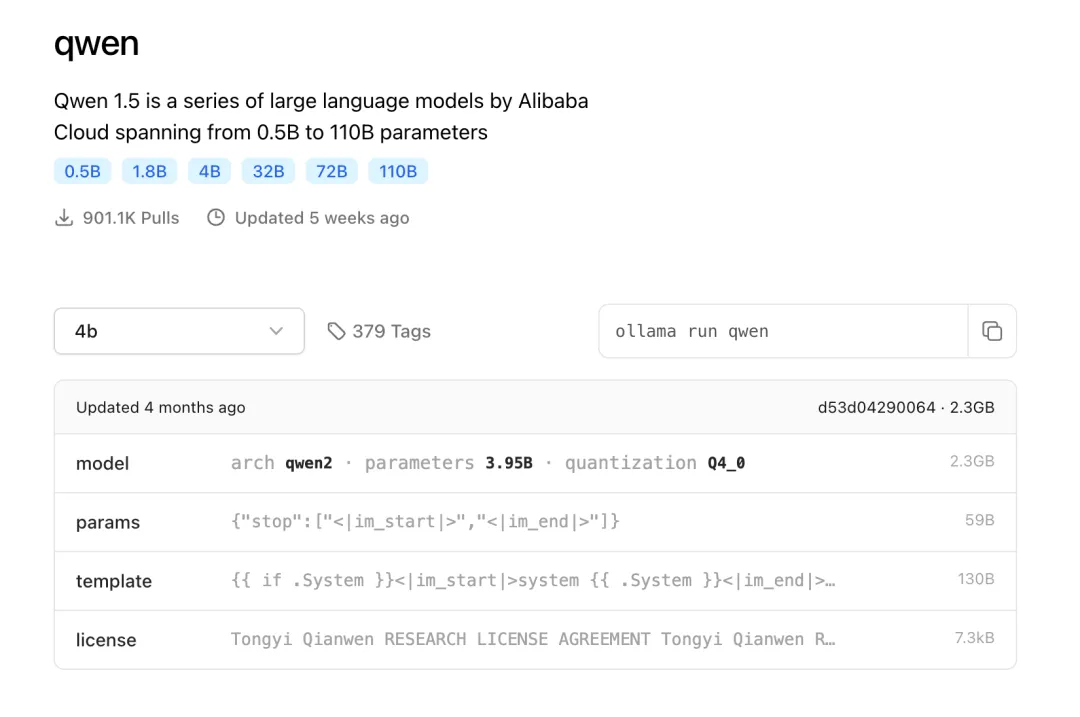 qwen
Qwen 1.5 is a series of large language models by Alibaba
Cloud spanning from 0.5B to 110B parameters
0.5B 1.8B 4B 32B 72B 110B
901.1K Pulls Updated 5 weeks ago
4b 379 Tags ollama run qwen
Updated 4 months ago d53d04290064 · 2.3GB
model arch qwen2 · parameters 3.95B · quantization Q4_0 2.3GB
params {"stop":["<|im_start|>","<|im_end|>"]} 59B
template {{ if .System }}<|im_start|>system {{ .System }}<|im_end|>… 130B
license Tongyi Qianwen RESEARCH LICENSE AGREEMENT Tongyi Qianwen R… 7.3kB